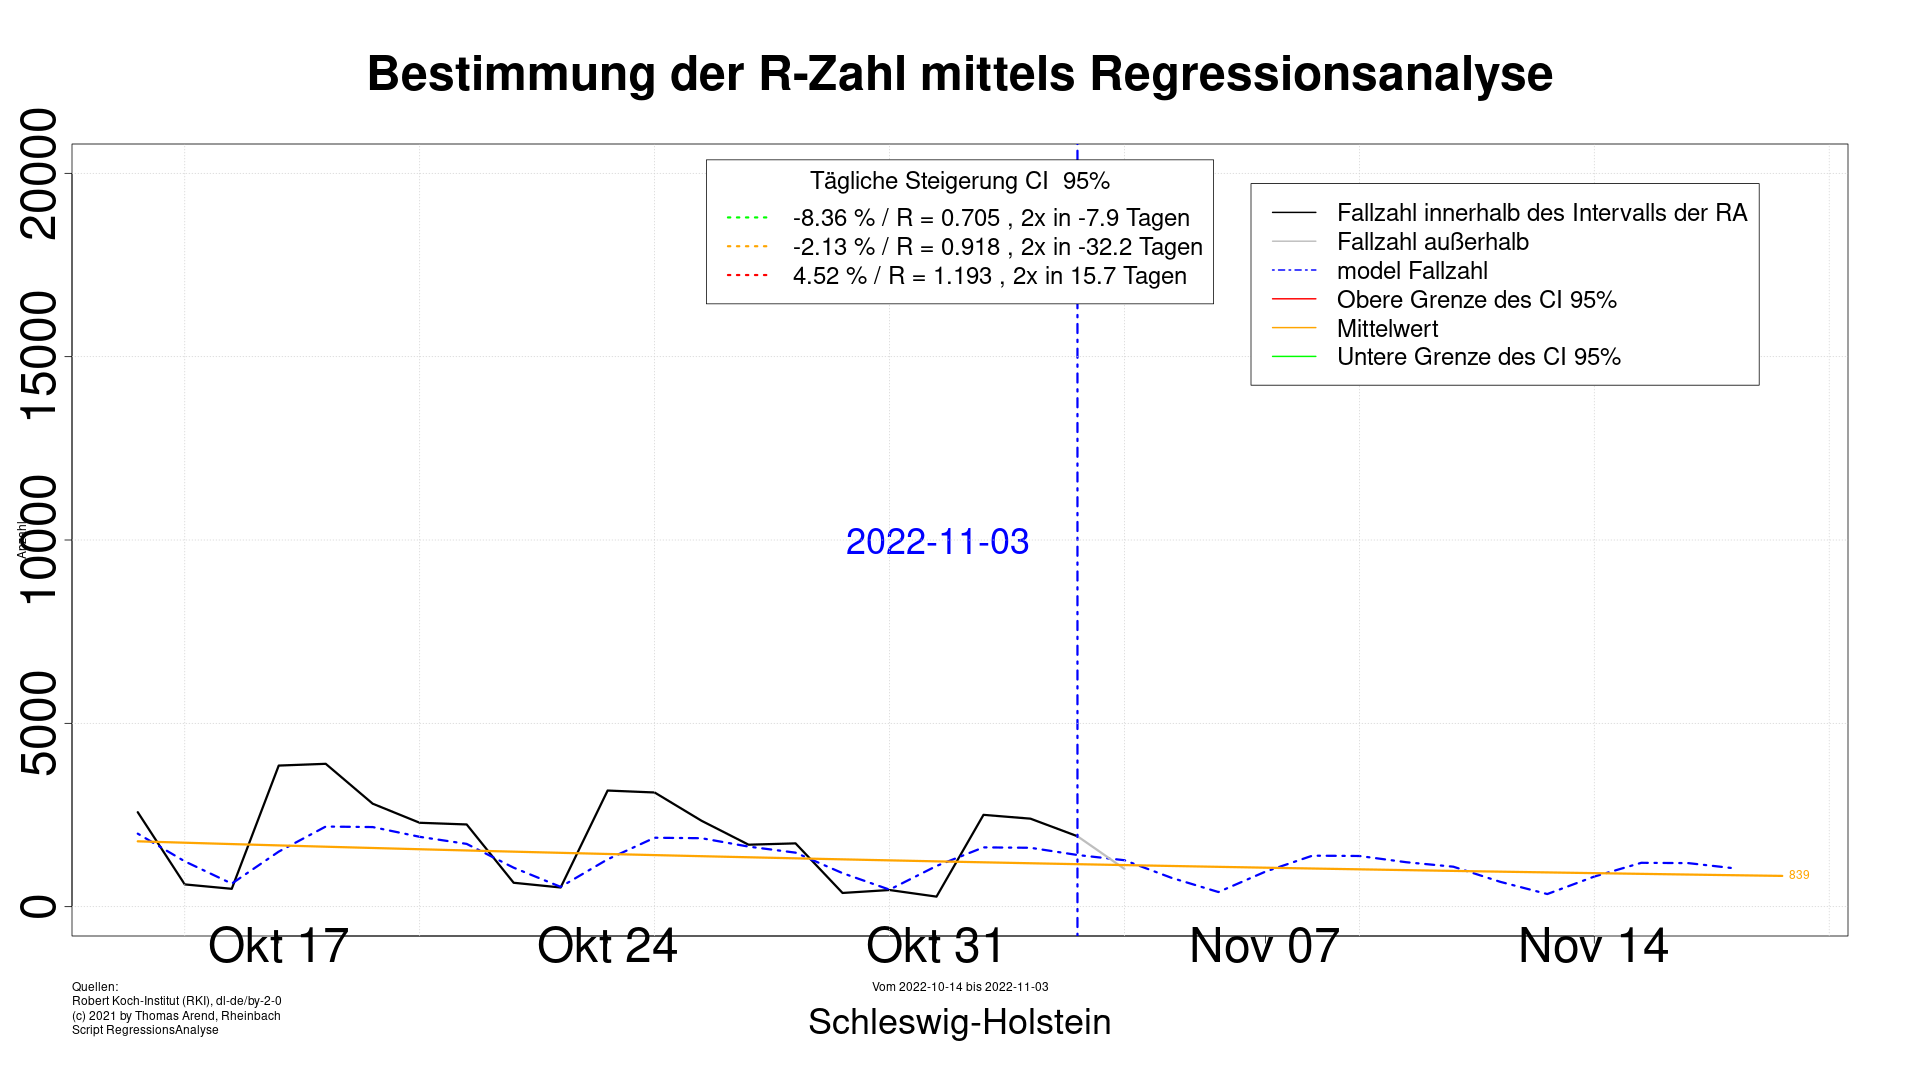 Bestimmung der R-Zahl mittels Regressionsanalyse
Tägliche Steigerung CI 95%
-8.36 % / R = 0.705 , 2x in -7.9 Tagen
-2.13 % / R = 0.918 , 2x in -32.2 Tagen
4.52 % / R = 1.193 , 2x in 15.7 Tagen
Fallzahl innerhalb des Intervalls der RA
Fallzahl außerhalb
model Fallzahl
Obere Grenze des CI 95%
Mittelwert
Untere Grenze des CI 95%
20000
15000
10000
5000
0
Anzahl
2022-11-03
839
Okt 17
Okt 24
Okt 31
Nov 07
Nov 14
Quellen:
Robert Koch-Institut (RKI), dl-de/by-2-0
(c) 2021 by Thomas Arend, Rheinbach
Script RegressionsAnalyse
Vom 2022-10-14 bis 2022-11-03
Schleswig-Holstein